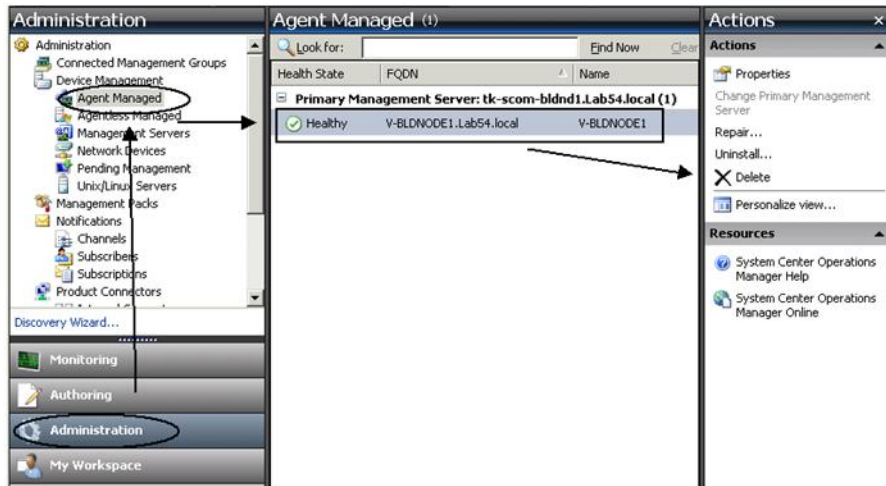 Administration
Administration
Connected Management Groups
Device Management
Agent Managed
Agentless Managed
Management Servers
Network Devices
Pending Management
Unix/Linux Servers
Management Packs
Notifications
Channels
Subscribers
Subscriptions
Product Connectors
Discovery Wizard...
Monitoring
Authoring
Administration
My Workspace
Agent Managed (1)
Look for:
Find Now
Clear
Health State
FQDN
Name
Primary Management Server: tk-scom-bldnd1.Lab54.local (1)
Healthy
V-BLDNODE1.Lab54.local
V-BLDNODE1
Actions
Actions
Properties
Change Primary Management
Server
Repair...
Uninstall...
Delete
Personalize view...
Resources
System Center Operations
Manager Help
System Center Operations
Manager Online